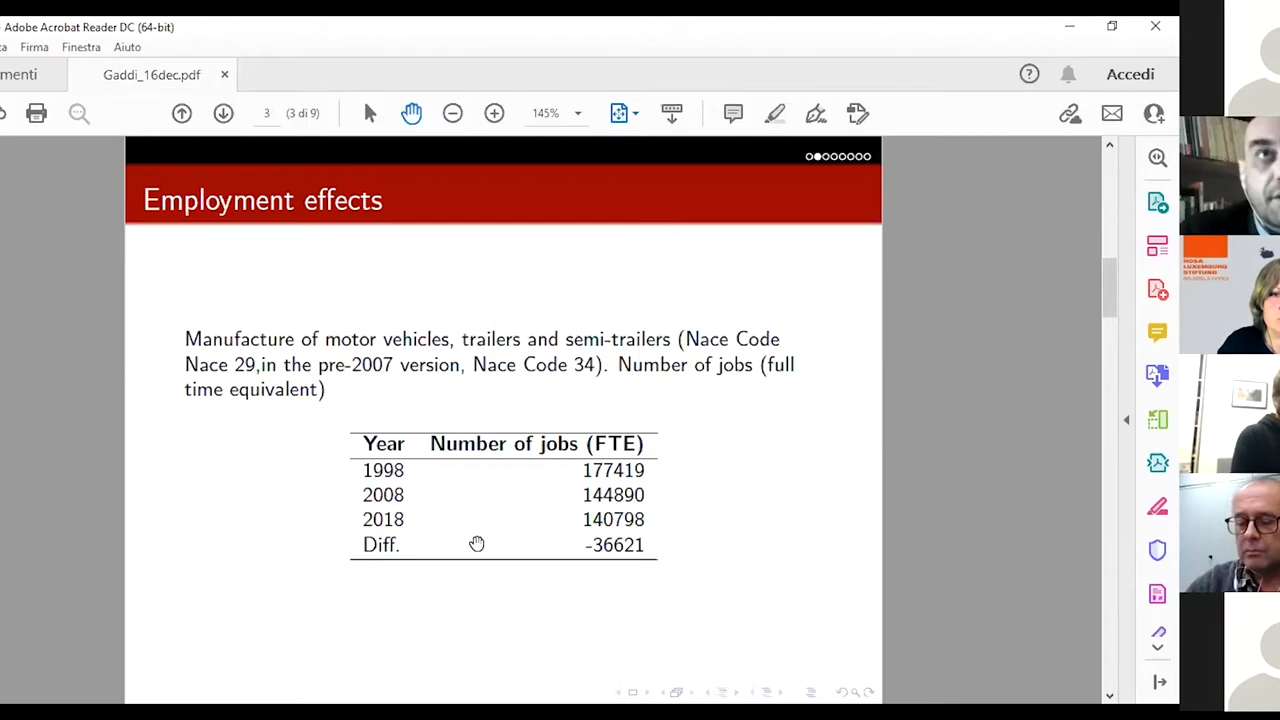 - Adobe Acrobat Reader DC (64-bit)
Firma Finestra Aiuto
menti
Gaddi_16dec.pdf
Accedi
3 (3 di 9)
145%
Employment effects
ROSA
LUXEMBURG
STIFTUNG
Manufacture of motor vehicles, trailers and semi-trailers (Nace Code
Nace 29,in the pre-2007 version, Nace Code 34). Number of jobs (full
time equivalent)
Year Number of jobs (FTE)
1998 177419
2008 144890
2018 140798
Diff. -36621